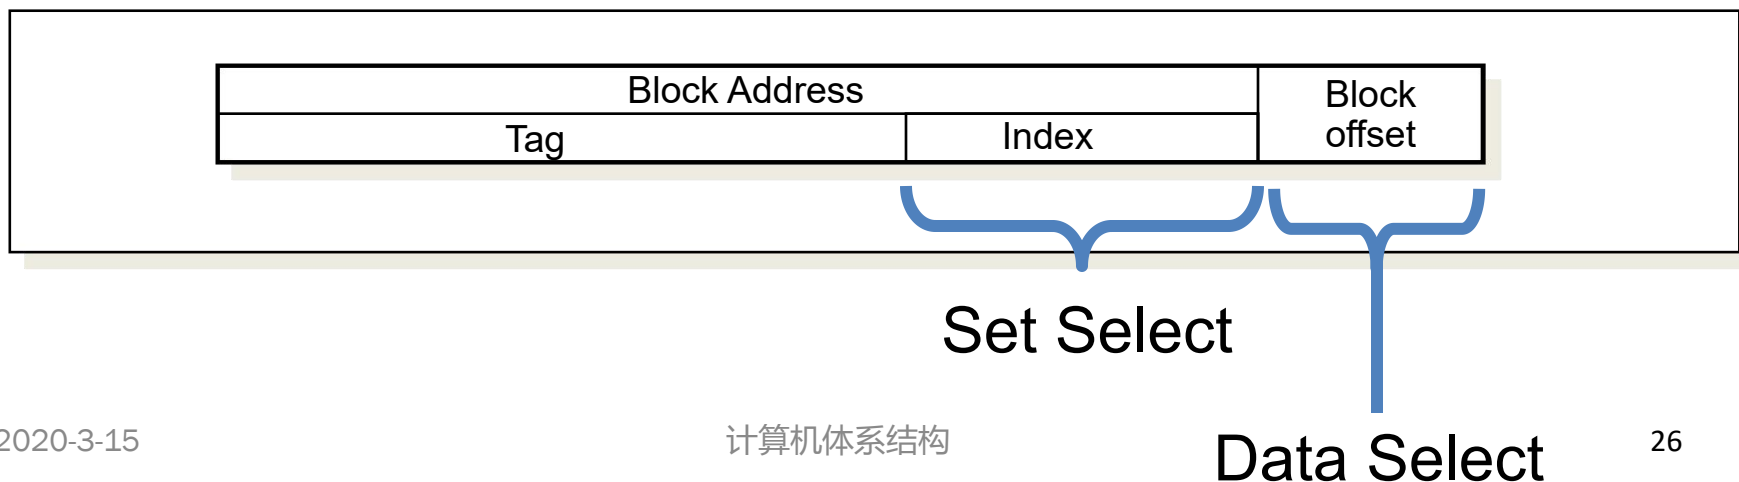 Block Address
Block
offset
Tag
Index
Set Select
2020-3-15
计算机体系结构
Data Select
26